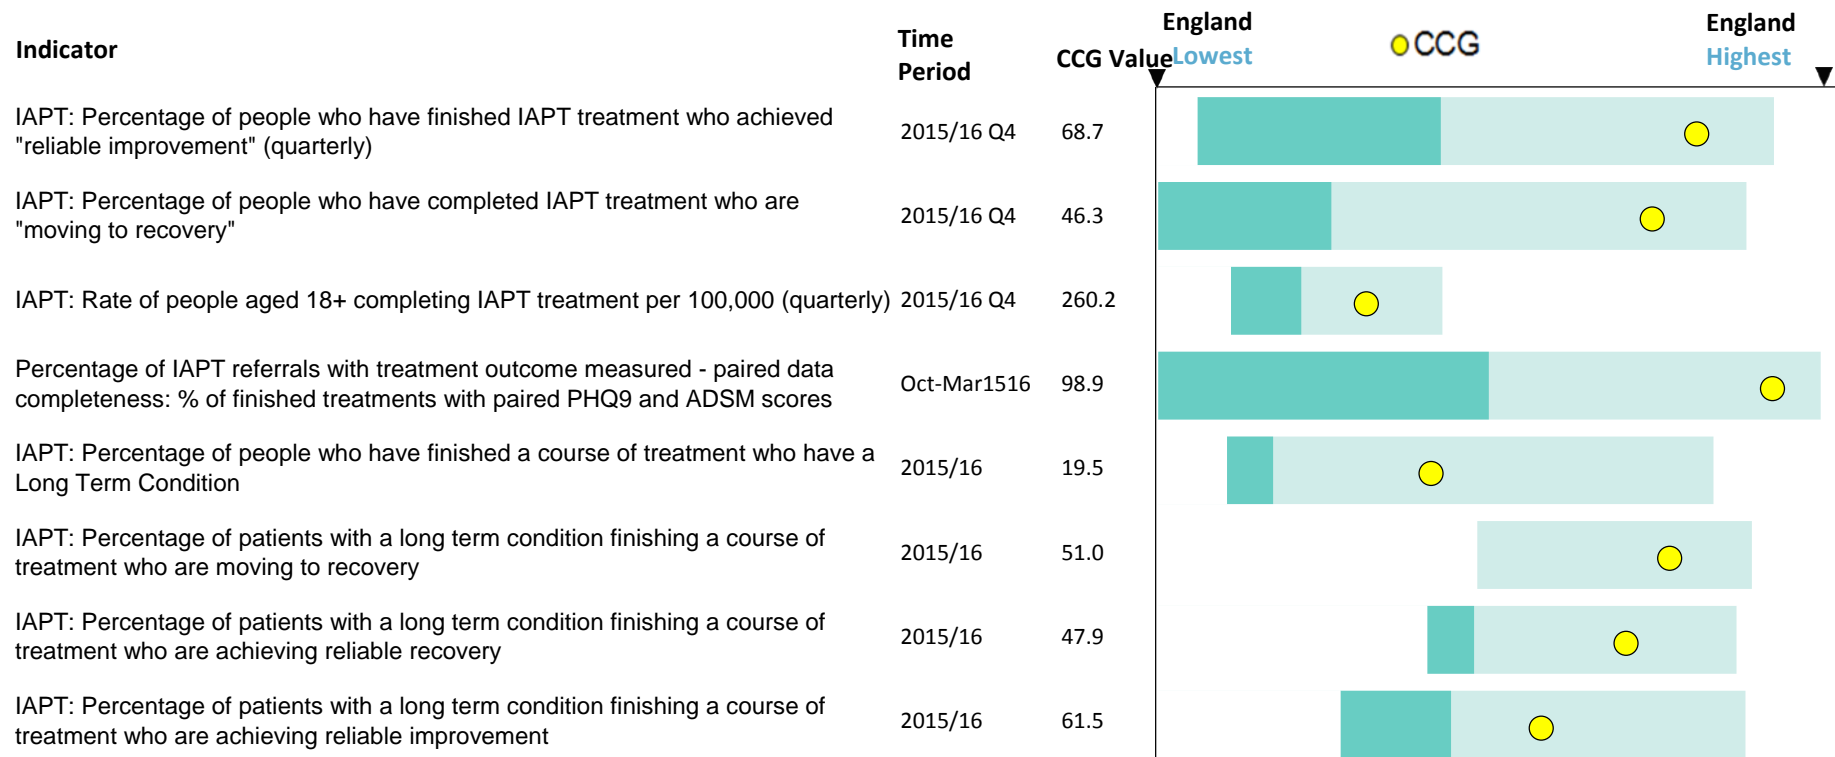 Indicator
Time
Period
CCG Value
England
Lowest
CCG
England
Highest
IAPT: Percentage of people who have finished IAPT treatment who achieved
"reliable improvement" (quarterly)
2015/16 Q4
68.7
IAPT: Percentage of people who have completed IAPT treatment who are
"moving to recovery"
2015/16 Q4
46.3
IAPT: Rate of people aged 18+ completing IAPT treatment per 100,000 (quarterly)
2015/16 Q4
260.2
Percentage of IAPT referrals with treatment outcome measured - paired data
completeness: % of finished treatments with paired PHQ9 and ADSM scores
Oct-Mar1516
98.9
IAPT: Percentage of people who have finished a course of treatment who have a
Long Term Condition
2015/16
19.5
IAPT: Percentage of patients with a long term condition finishing a course of
treatment who are moving to recovery
2015/16
51.0
IAPT: Percentage of patients with a long term condition finishing a course of
treatment who are achieving reliable recovery
2015/16
47.9
IAPT: Percentage of patients with a long term condition finishing a course of
treatment who are achieving reliable improvement
2015/16
61.5